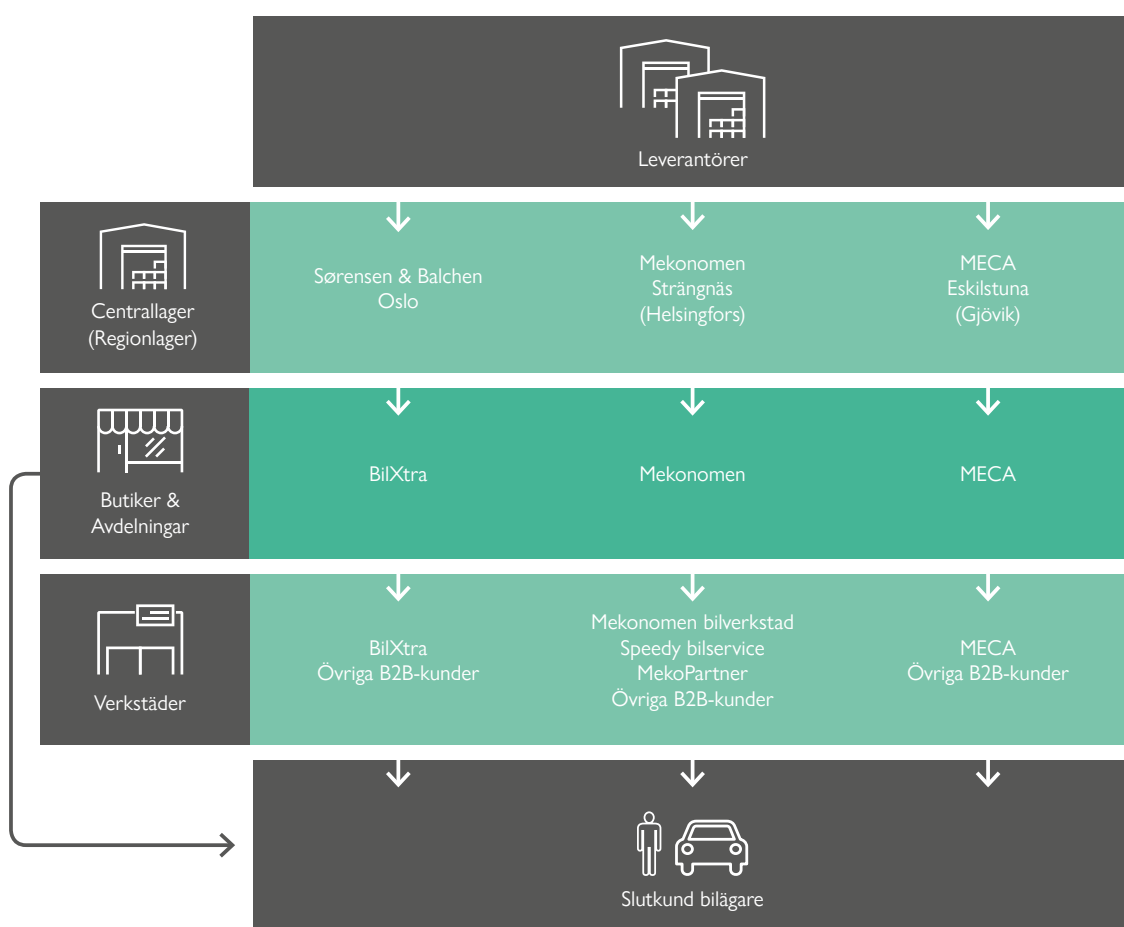 Leverantörer
Centrallager
(Regionlager)
Sørensen & Balchen
Oslo
Mekonomen
Strängnäs
(Helsingfors)
MECA
Eskilstuna
(Gjövik)
Butiker &
Avdelningar
BilXtra
Mekonomen
MECA
Verkstäder
BilXtra
Övriga B2B-kunder
Mekonomen bilverkstad
Speedy bilservice
MekoPartner
Övriga B2B-kunder
MECA
Övriga B2B-kunder
Slutkund bilägare